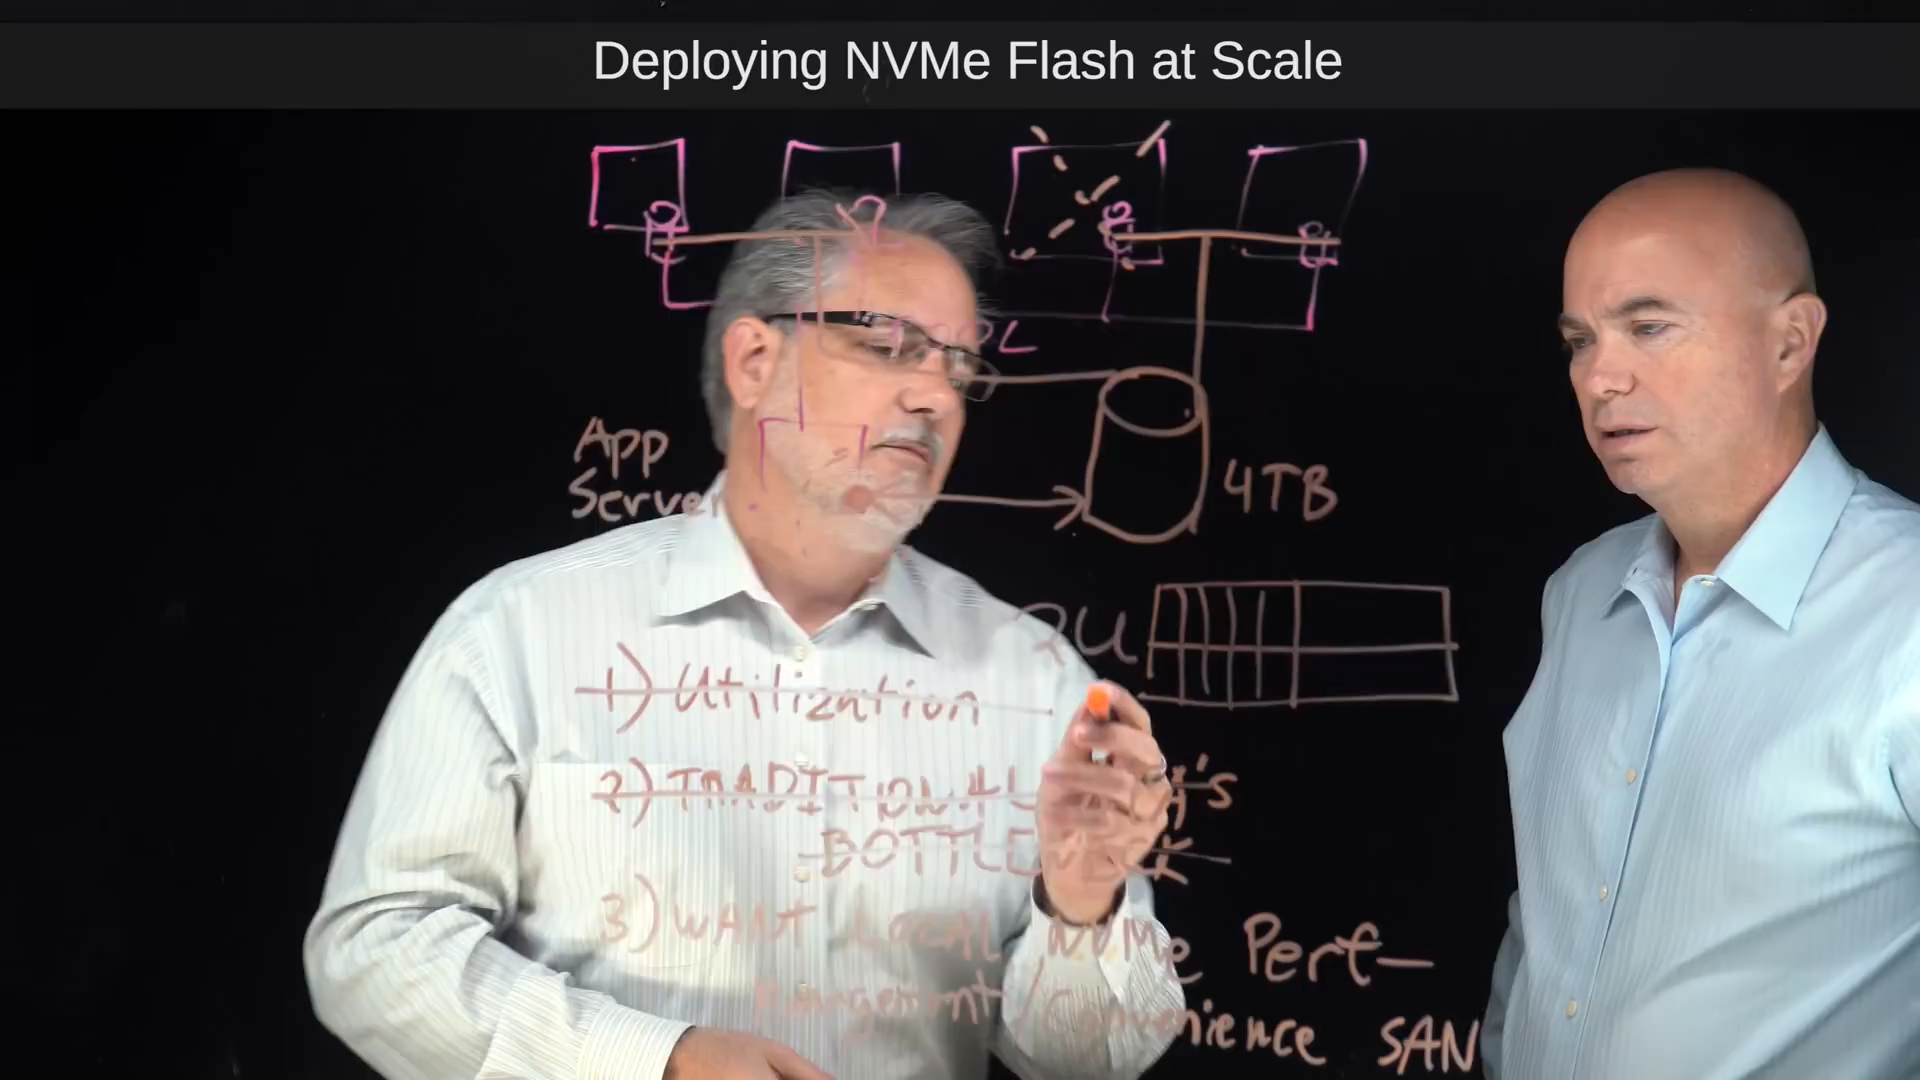 Deploying NVMe Flash at Scale
App
Server
4TB
2U
1) Utilization
2) TRADITIONAL 's
BOTTLENECK
3) WANT LOCAL NVMe Perf-
Management/Convenience SAN